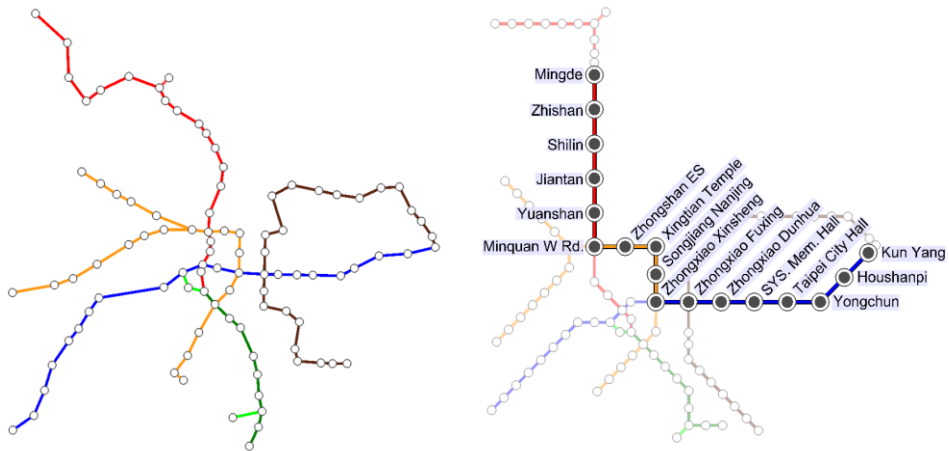 Mingde
Zhishan
Shilin
Jiantan
Yuanshan
Minquan W Rd.
Zhongshan ES
Xingtian Temple
Songjiang Nanjing
Zhongxiao Xinsheng
Zhongxiao Fuxing
Zhongxiao Dunhua
SYS. Mem. Hall
Taipei City Hall
Kun Yang
Houshanpi
Yongchun